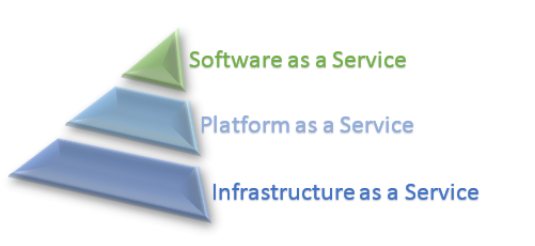 Software as a Service
Platform as a Service
Infrastructure as a Service